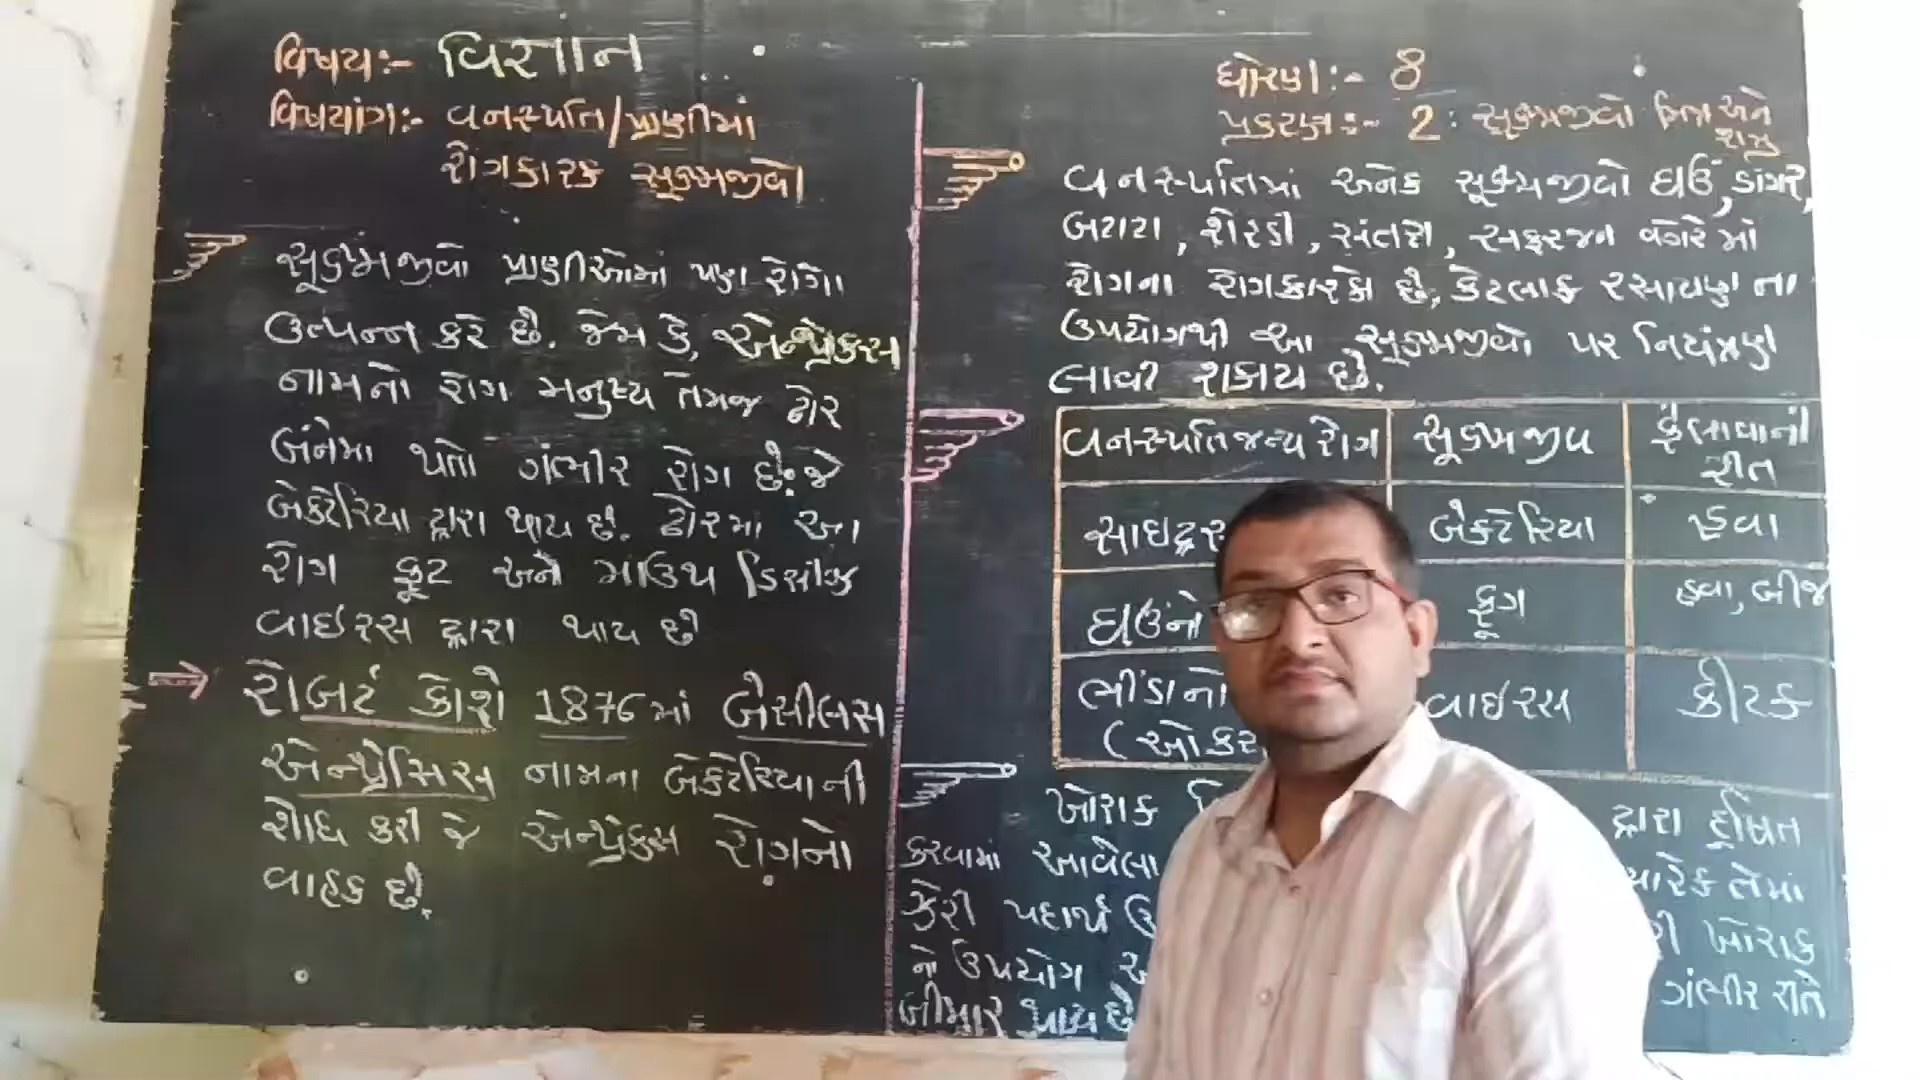 વિષય:- વિજ્ઞાન
વિષયાંગ:- વનસ્પતિ/પ્રાણીમાં
રોગકારક સૂક્ષ્મજીવો
સૂક્ષ્મજીવો પ્રાણીઓમાં પણ રોગો
ઉત્પન્ન કરે છે. જેમ કે, એન્થ્રેક્સ
નામનો રોગ મનુષ્ય તેમજ ઢોર
બંનેમા થતો ગંભીર રોગ છે. જે
બેક્ટેરિયા દ્વારા થાય છે. ઢોરમાં આ
રોગ ફૂટ અને માઉથ ડિસીઝ
વાઇરસ દ્વારા થાય છે
રોબર્ટ કોશે 1876માં બેસીલસ
એન્થ્રેસિસ નામના બેક્ટેરિયાની
શોધ કરી જે એન્થ્રેક્સ રોગનો
વાહક છે.
ધોરણ:- 8
પ્રકરણ:- 2: સૂક્ષ્મજીવો મિત્ર અને
શત્રુ
વનસ્પતિમાં અનેક સૂક્ષ્મજીવો ઘઉં, ડાંગર,
બટાટા, શેરડી, સંતરા, સફરજન વગેરેમાં
રોગના રોગકારકો છે, કેટલાક રસાયણના
ઉપયોગથી આ સૂક્ષ્મજીવો પર નિયંત્રણ
લાવી શકાય છે.
વનસ્પતિજન્ય રોગ સૂક્ષ્મજીવ ફેલાવાની
રીત
બેક્ટેરિયા હવા
ઘઉંનો ફૂગ હવા, બીજ
ભીંડાનો વાઇરસ કીટક
ખોરાક દ્વારા દૂષિત
કરવામાં આવેલા તેમાં
ઝેરી પદાર્થ ખોરાક
નો ઉપયોગ ગંભીર રીતે
બીમાર થાય છે